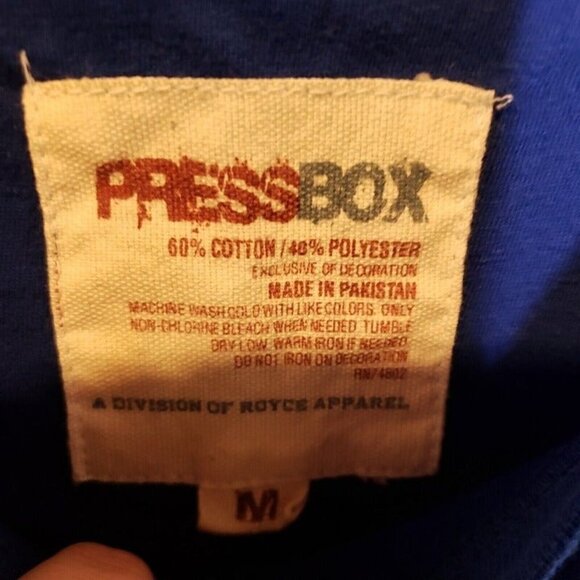 PRESSBOX
60% COTTON / 40% POLYESTER
EXCLUSIVE OF DECORATION
MADE IN PAKISTAN
MACHINE WASH COLD WITH LIKE COLORS. ONLY
NON-CHLORINE BLEACH WHEN NEEDED TUMBLE
DRY LOW. WARM IRON IF NEEDED.
DO NOT IRON ON DECORATION
RN74802
A DIVISION OF ROYCE APPAREL
M